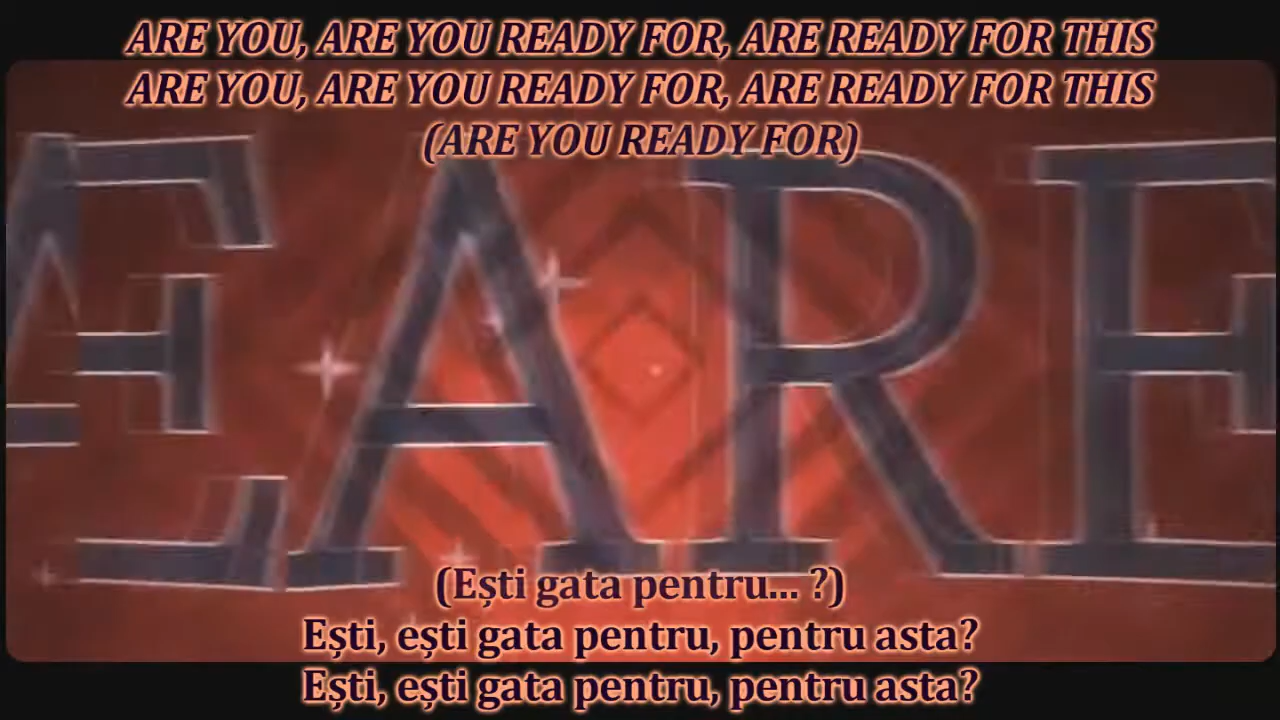 ARE YOU, ARE YOU READY FOR, ARE READY FOR THIS
ARE YOU, ARE YOU READY FOR, ARE READY FOR THIS
(ARE YOU READY FOR)
EARE
(Ești gata pentru... ?)
Ești, ești gata pentru, pentru asta?
Ești, ești gata pentru, pentru asta?